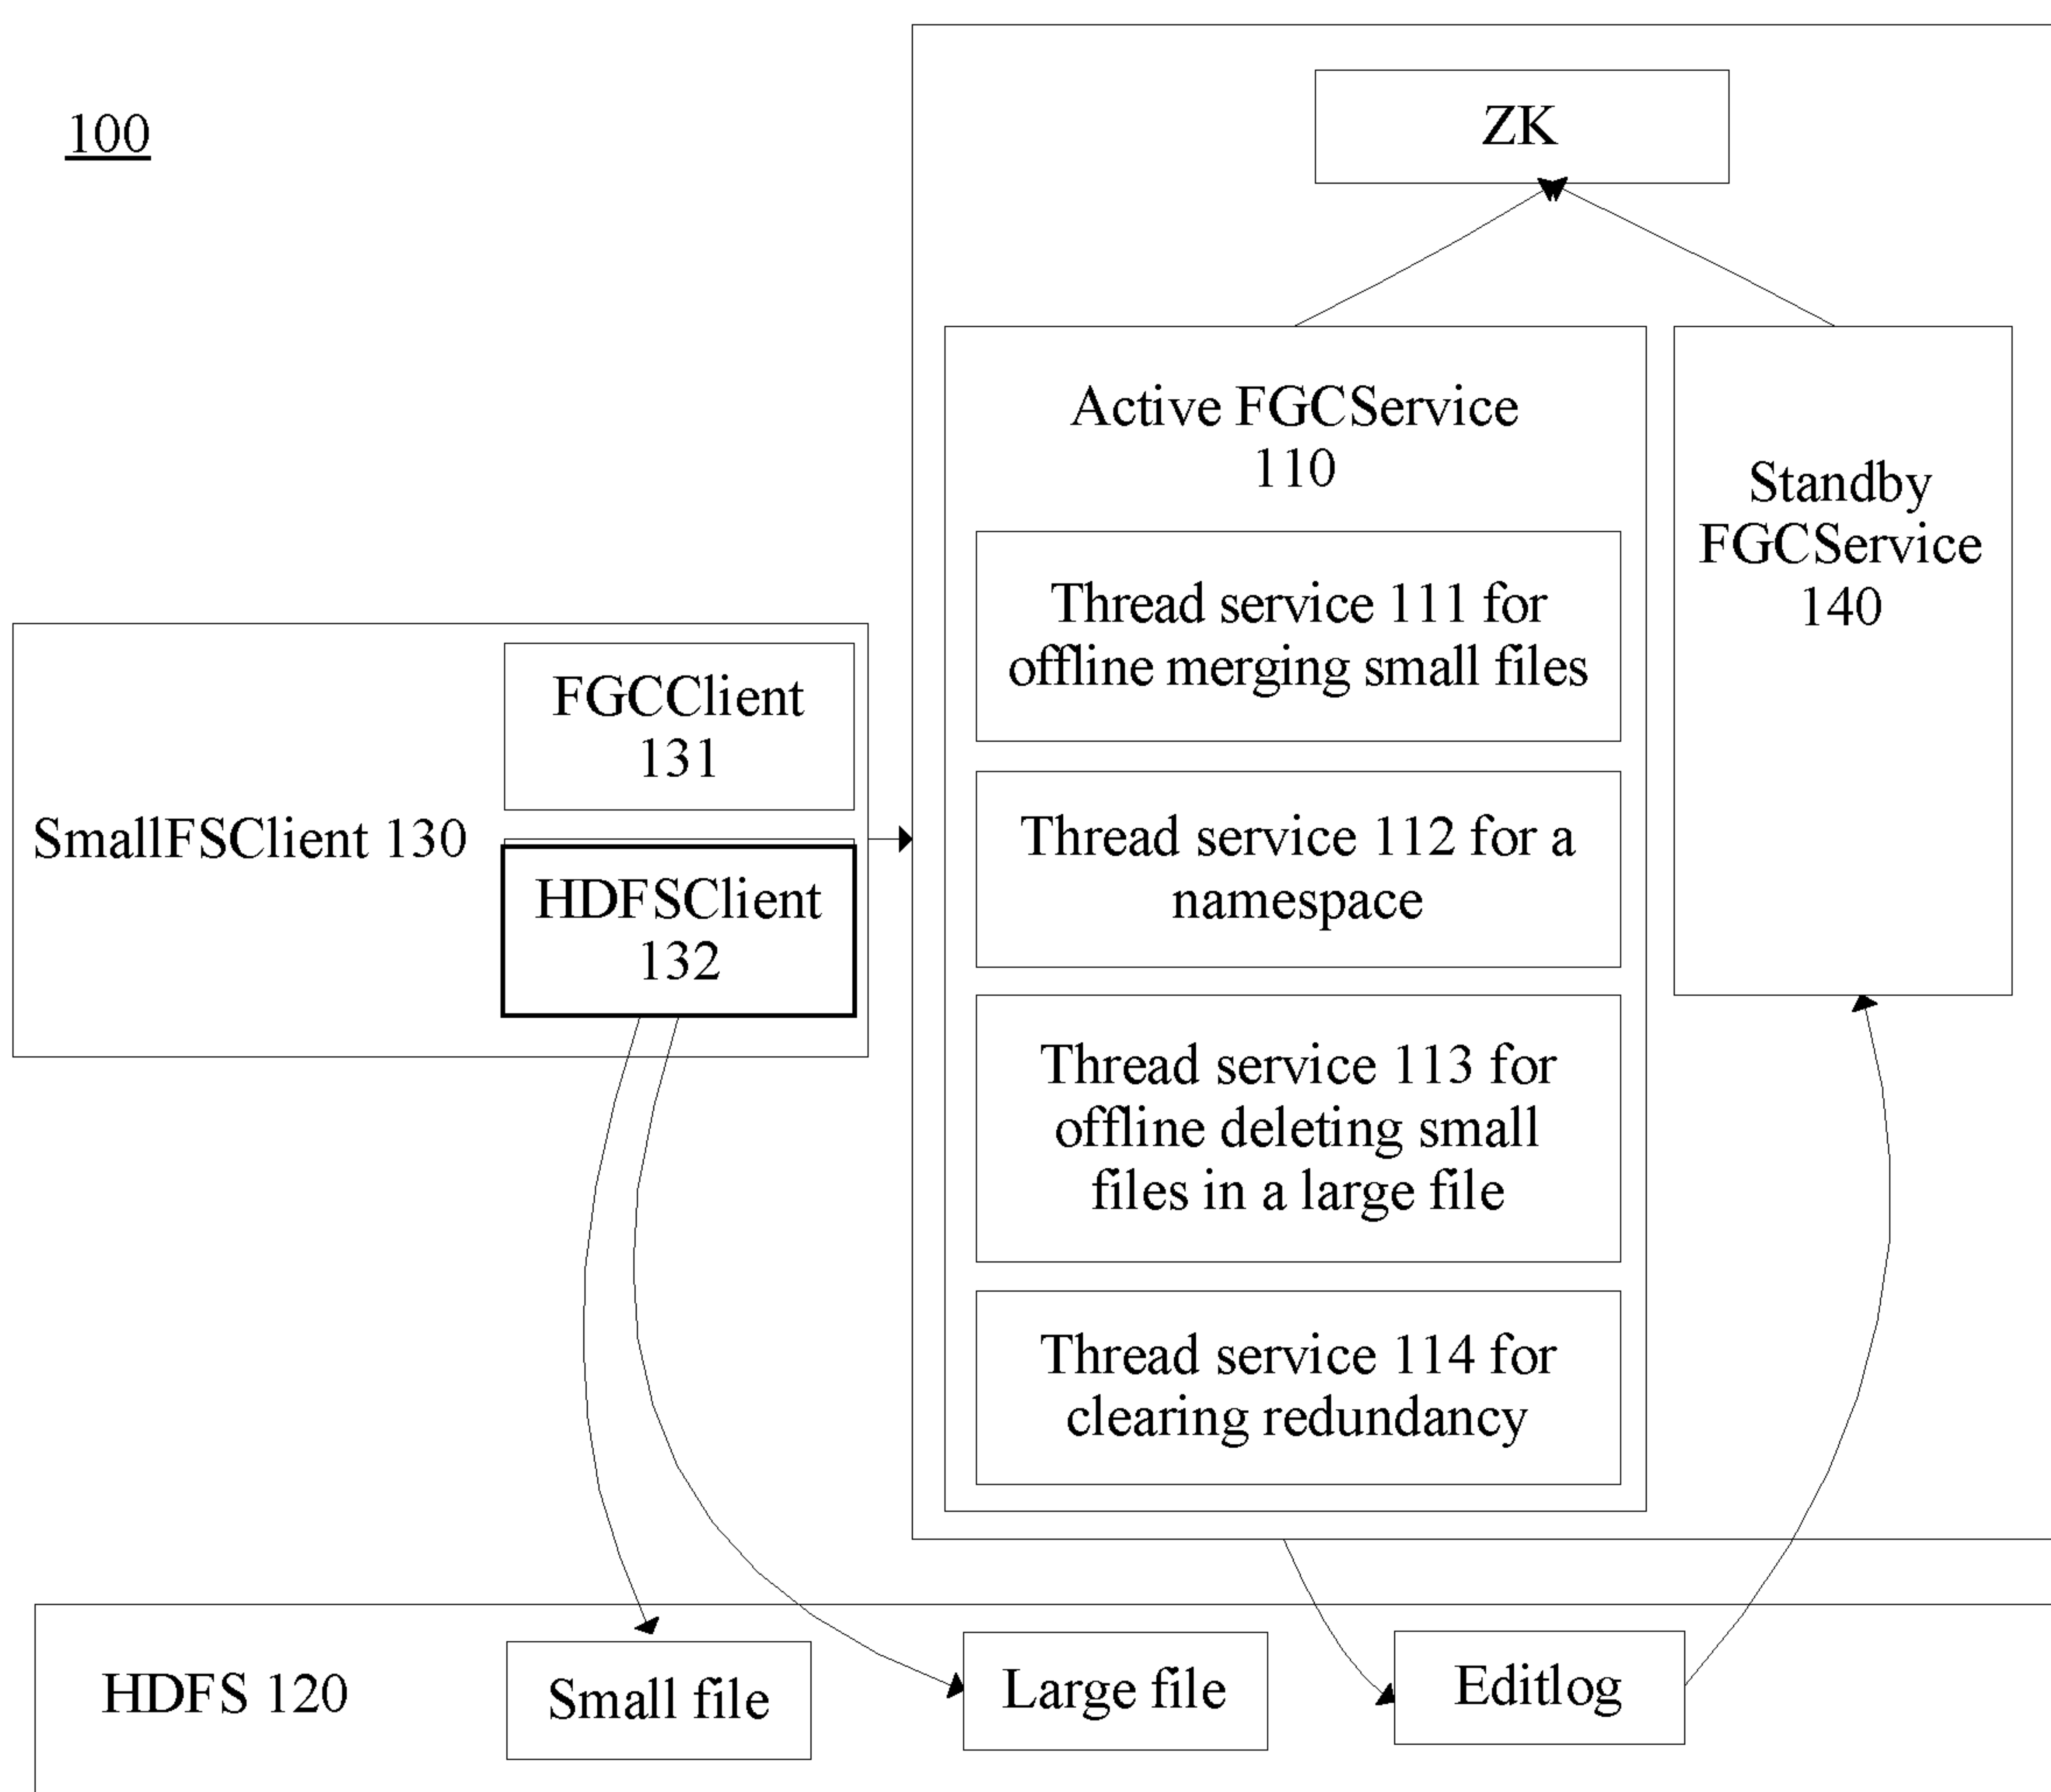 100
ZK
Active FGCService
110
Standby
FGCService
140
Thread service 111 for
offline merging small files
FGCClient
131
SmallFSClient 130
Thread service 112 for a
namespace
HDFSClient
132
Thread service 113 for
offline deleting small
files in a large file
Thread service 114 for
clearing redundancy
HDFS 120
Small file
Large file
Editlog